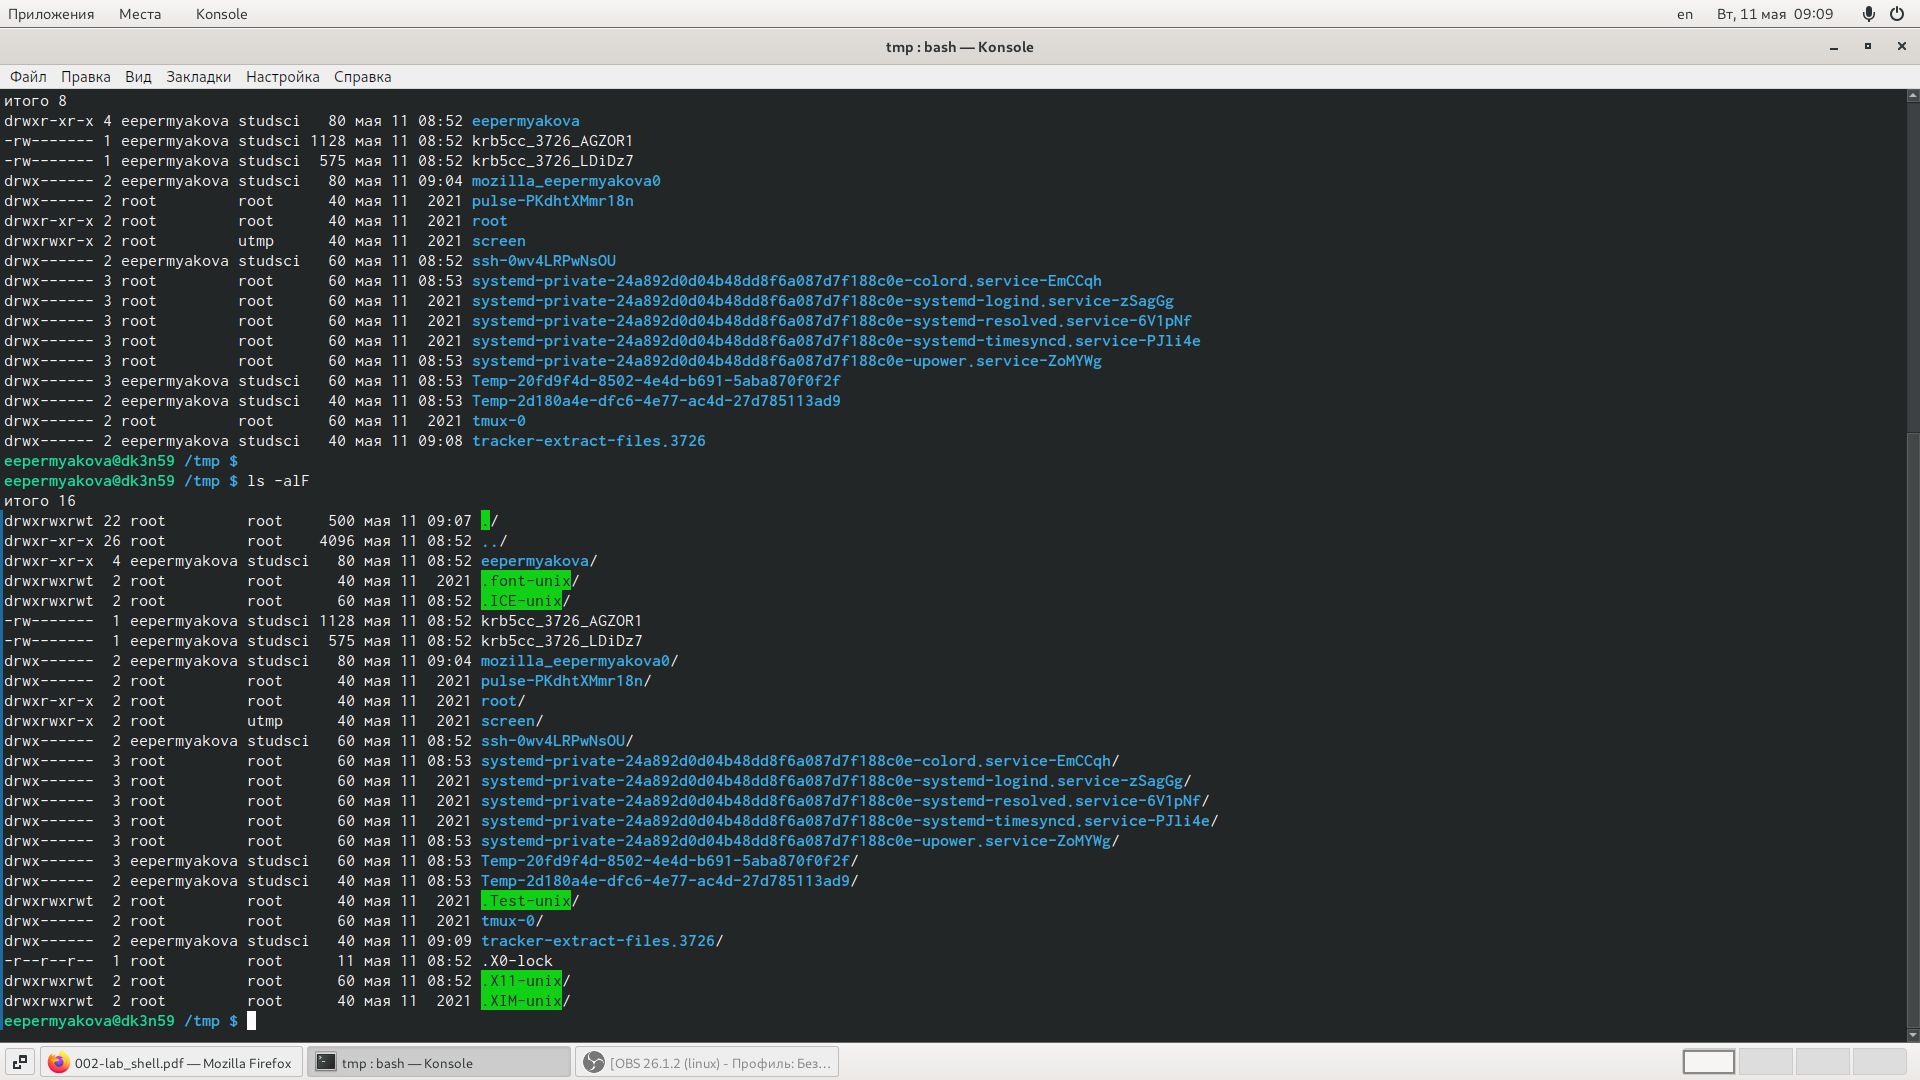 Приложения Места Konsole en Вт, 11 мая 09:09
tmp : bash — Konsole
Файл Правка Вид Закладки Настройка Справка
итого 8
drwxr-xr-x 4 eepermyakova studsci   80 мая 11 08:52 eepermyakova
-rw------- 1 eepermyakova studsci 1128 мая 11 08:52 krb5cc_3726_AGZOR1
-rw------- 1 eepermyakova studsci  575 мая 11 08:52 krb5cc_3726_LDiDz7
drwx------ 2 eepermyakova studsci   80 мая 11 09:04 mozilla_eepermyakova0
drwx------ 2 root         root      40 мая 11  2021 pulse-PKdhtXMmr18n
drwxr-xr-x 2 root         root      40 мая 11  2021 root
drwxrwxr-x 2 root         utmp      40 мая 11  2021 screen
drwx------ 2 eepermyakova studsci   60 мая 11 08:52 ssh-0wv4LRPwNsOU
drwx------ 3 root         root      60 мая 11 08:53 systemd-private-24a892d0d04b48dd8f6a087d7f188c0e-colord.service-EmCCqh
drwx------ 3 root         root      60 мая 11  2021 systemd-private-24a892d0d04b48dd8f6a087d7f188c0e-systemd-logind.service-zSagGg
drwx------ 3 root         root      60 мая 11  2021 systemd-private-24a892d0d04b48dd8f6a087d7f188c0e-systemd-resolved.service-6V1pNf
drwx------ 3 root         root      60 мая 11  2021 systemd-private-24a892d0d04b48dd8f6a087d7f188c0e-systemd-timesyncd.service-PJli4e
drwx------ 3 root         root      60 мая 11 08:53 systemd-private-24a892d0d04b48dd8f6a087d7f188c0e-upower.service-ZoMYWg
drwx------ 3 eepermyakova studsci   60 мая 11 08:53 Temp-20fd9f4d-8502-4e4d-b691-5aba870f0f2f
drwx------ 2 eepermyakova studsci   40 мая 11 08:53 Temp-2d180a4e-dfc6-4e77-ac4d-27d785113ad9
drwx------ 2 root         root      60 мая 11  2021 tmux-0
drwx------ 2 eepermyakova studsci   40 мая 11 09:08 tracker-extract-files.3726
eepermyakova@dk3n59 /tmp $
eepermyakova@dk3n59 /tmp $ ls -alF
итого 16
drwxrwxrwt 22 root         root     500 мая 11 09:07 ./
drwxr-xr-x 26 root         root    4096 мая 11 08:52 ../
drwxr-xr-x  4 eepermyakova studsci   80 мая 11 08:52 eepermyakova/
drwxrwxrwt  2 root         root      40 мая 11  2021 .font-unix/
drwxrwxrwt  2 root         root      60 мая 11 08:52 .ICE-unix/
-rw-------  1 eepermyakova studsci 1128 мая 11 08:52 krb5cc_3726_AGZOR1
-rw-------  1 eepermyakova studsci  575 мая 11 08:52 krb5cc_3726_LDiDz7
drwx------  2 eepermyakova studsci   80 мая 11 09:04 mozilla_eepermyakova0/
drwx------  2 root         root      40 мая 11  2021 pulse-PKdhtXMmr18n/
drwxr-xr-x  2 root         root      40 мая 11  2021 root/
drwxrwxr-x  2 root         utmp      40 мая 11  2021 screen/
drwx------  2 eepermyakova studsci   60 мая 11 08:52 ssh-0wv4LRPwNsOU/
drwx------  3 root         root      60 мая 11 08:53 systemd-private-24a892d0d04b48dd8f6a087d7f188c0e-colord.service-EmCCqh/
drwx------  3 root         root      60 мая 11  2021 systemd-private-24a892d0d04b48dd8f6a087d7f188c0e-systemd-logind.service-zSagGg/
drwx------  3 root         root      60 мая 11  2021 systemd-private-24a892d0d04b48dd8f6a087d7f188c0e-systemd-resolved.service-6V1pNf/
drwx------  3 root         root      60 мая 11  2021 systemd-private-24a892d0d04b48dd8f6a087d7f188c0e-systemd-timesyncd.service-PJli4e/
drwx------  3 root         root      60 мая 11 08:53 systemd-private-24a892d0d04b48dd8f6a087d7f188c0e-upower.service-ZoMYWg/
drwx------  3 eepermyakova studsci   60 мая 11 08:53 Temp-20fd9f4d-8502-4e4d-b691-5aba870f0f2f/
drwx------  2 eepermyakova studsci   40 мая 11 08:53 Temp-2d180a4e-dfc6-4e77-ac4d-27d785113ad9/
drwxrwxrwt  2 root         root      40 мая 11  2021 .Test-unix/
drwx------  2 root         root      60 мая 11  2021 tmux-0/
drwx------  2 eepermyakova studsci   40 мая 11 09:09 tracker-extract-files.3726/
-r--r--r--  1 root         root      11 мая 11 08:52 .X0-lock
drwxrwxrwt  2 root         root      60 мая 11 08:52 .X11-unix/
drwxrwxrwt  2 root         root      40 мая 11  2021 .XIM-unix/
eepermyakova@dk3n59 /tmp $
002-lab_shell.pdf — Mozilla Firefox tmp : bash — Konsole [OBS 26.1.2 (linux) - Профиль: Без...